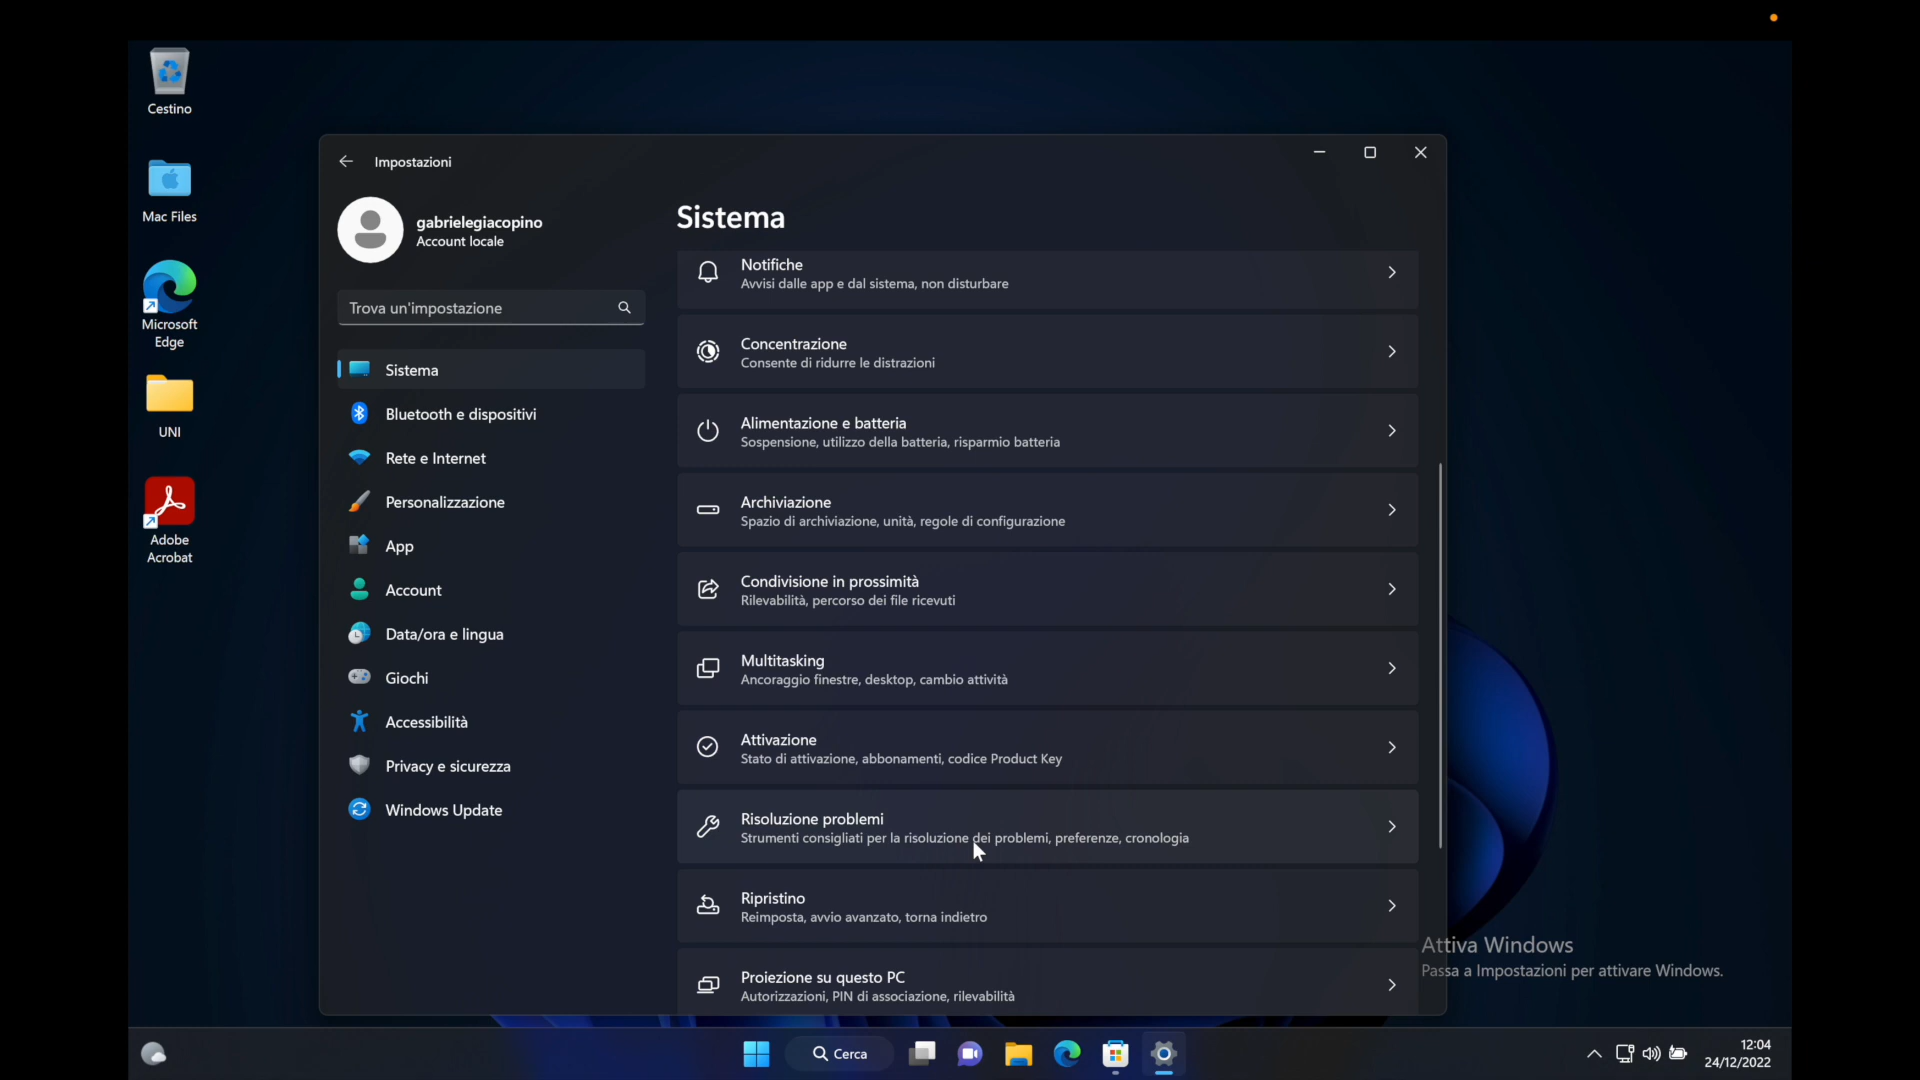 Cestino
Mac Files
Microsoft
Edge
UNI
Adobe
Acrobat
Impostazioni
gabrielegiacopino
Account locale
Trova un'impostazione
Sistema
Bluetooth e dispositivi
Rete e Internet
Personalizzazione
App
Account
Data/ora e lingua
Giochi
Accessibilità
Privacy e sicurezza
Windows Update
Sistema
Notifiche
Avvisi dalle app e dal sistema, non disturbare
Concentrazione
Consente di ridurre le distrazioni
Alimentazione e batteria
Sospensione, utilizzo della batteria, risparmio batteria
Archiviazione
Spazio di archiviazione, unità, regole di configurazione
Condivisione in prossimità
Rilevabilità, percorso dei file ricevuti
Multitasking
Ancoraggio finestre, desktop, cambio attività
Attivazione
Stato di attivazione, abbonamenti, codice Product Key
Risoluzione problemi
Strumenti consigliati per la risoluzione dei problemi, preferenze, cronologia
Ripristino
Reimposta, avvio avanzato, torna indietro
Proiezione su questo PC
Autorizzazioni, PIN di associazione, rilevabilità
Attiva Windows
Passa a Impostazioni per attivare Windows.
Cerca
12:04
24/12/2022